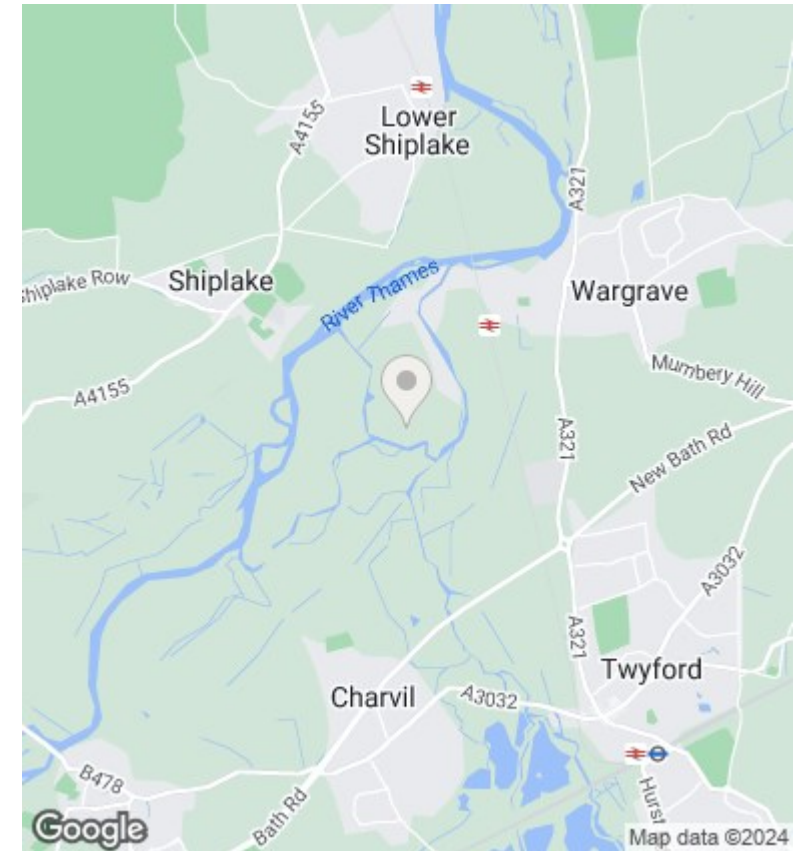 Lower
Shiplake
A4155
A321
Shiplake Row
Shiplake
River Thames
Wargrave
A4155
Mumbery Hill
A321
New Bath Rd
A3032
A321
Twyford
Charvil
A3032
B478
Bath Rd
Hurst
Google
Map data ©2024